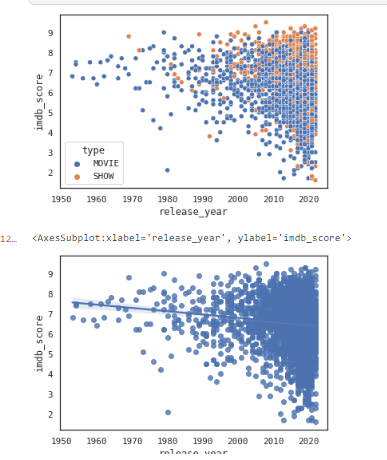 9
8
7
6
5
4
3
2
imdb_score
type
MOVIE
SHOW
1950 1960 1970 1980 1990 2000 2010 2020
release_year
12… <AxesSubplot:xlabel='release_year', ylabel='imdb_score'>
9
8
7
6
5
4
3
2
imdb_score
1950 1960 1970 1980 1990 2000 2010 2020
release_year